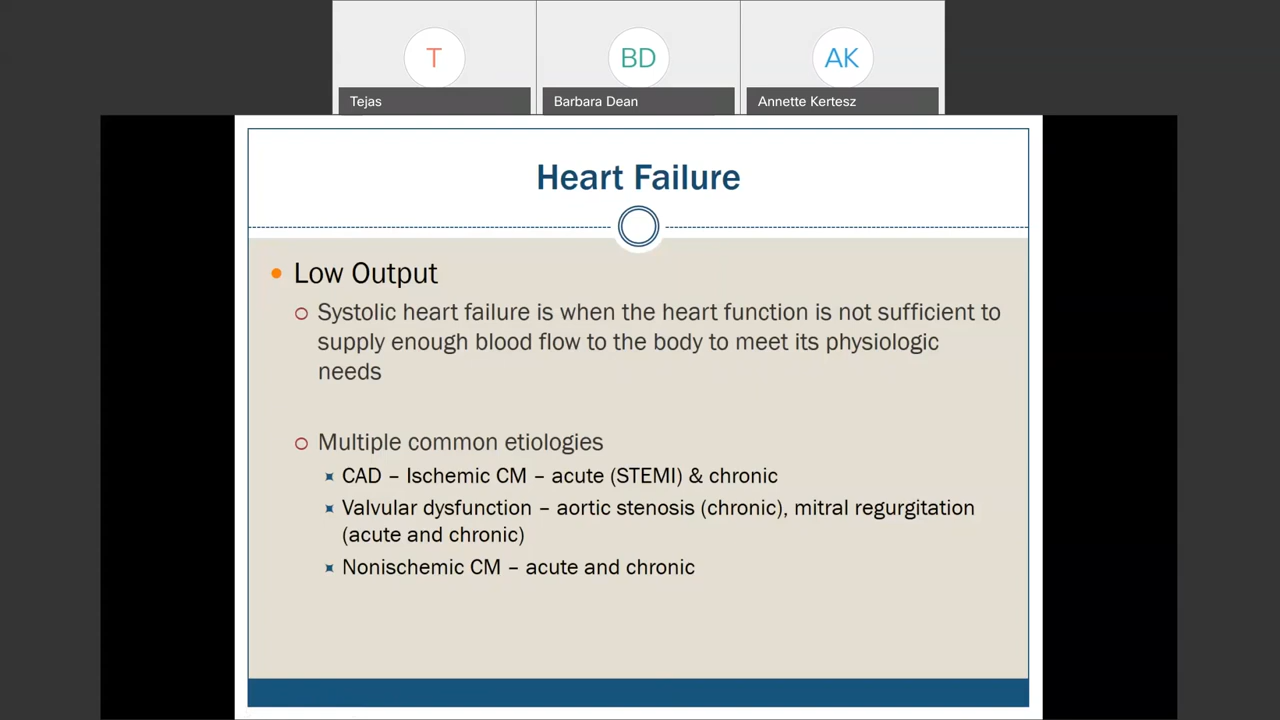 T
BD
AK
Tejas
Barbara Dean
Annette Kertesz
Heart Failure
Low Output
Systolic heart failure is when the heart function is not sufficient to
supply enough blood flow to the body to meet its physiologic
needs
Multiple common etiologies
CAD – Ischemic CM – acute (STEMI) & chronic
Valvular dysfunction – aortic stenosis (chronic), mitral regurgitation
(acute and chronic)
Nonischemic CM – acute and chronic